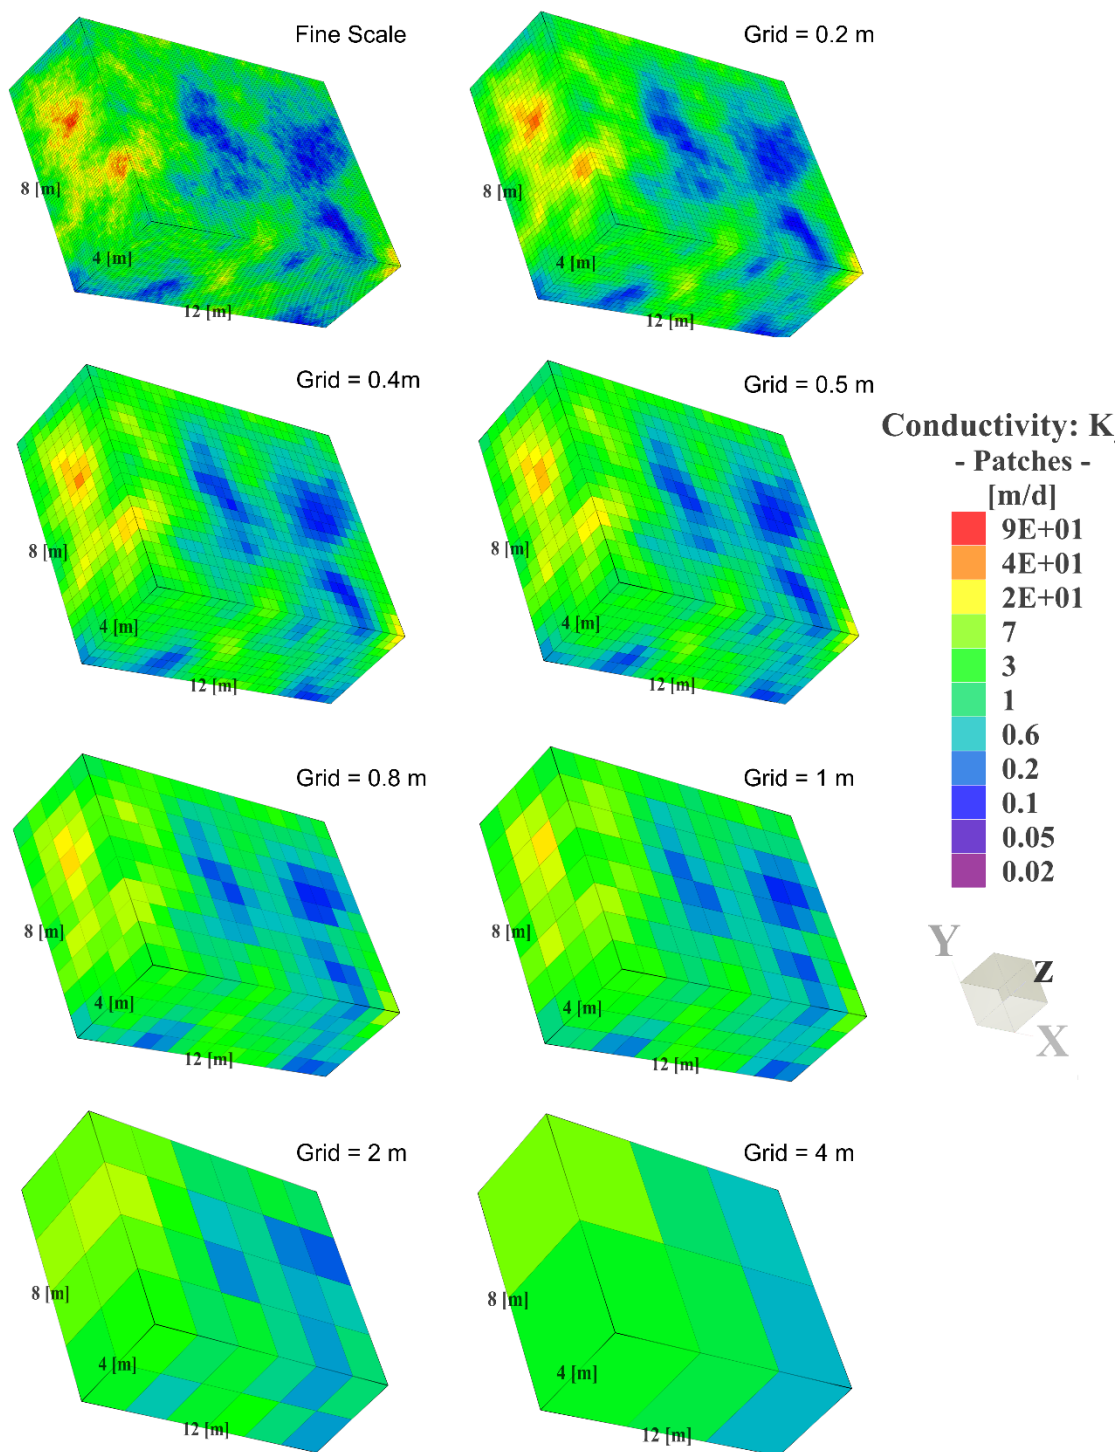 Fine Scale
Grid = 0.2 m
8 [m]
4 [m]
12 [m]
8 [m]
4 [m]
12 [m]
Grid = 0.4m
Grid = 0.5 m
8 [m]
4 [m]
12 [m]
8 [m]
4 [m]
12 [m]
Conductivity: K
- Patches -
[m/d]
9E+01
4E+01
2E+01
7
3
1
0.6
0.2
0.1
0.05
0.02
Y
Z
X
Grid = 0.8 m
Grid = 1 m
8 [m]
4 [m]
12 [m]
8 [m]
4 [m]
12 [m]
Grid = 2 m
Grid = 4 m
8 [m]
4 [m]
12 [m]
8 [m]
4 [m]
12 [m]